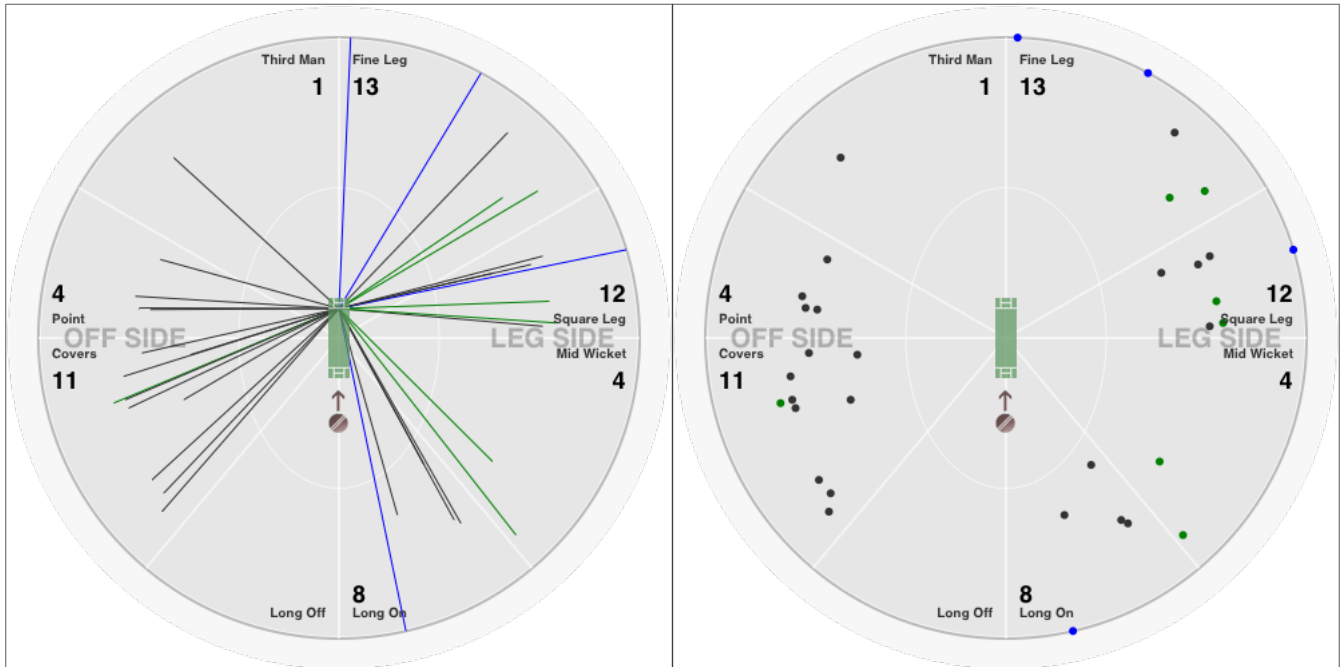 Third Man
Fine Leg
1
13
4
Point
OFF SIDE
Covers
11
12
Square Leg
LEG SIDE
Mid Wicket
4
8
Long Off
Long On
Third Man
Fine Leg
1
13
4
Point
OFF SIDE
Covers
11
12
Square Leg
LEG SIDE
Mid Wicket
4
8
Long Off
Long On